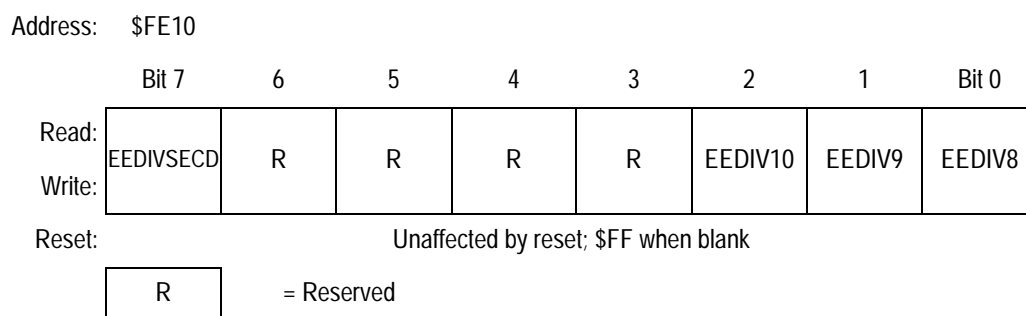 Address: $FE10
Bit 7 6 5 4 3 2 1 Bit 0
Read:
EEDIVSECD R R R R EEDIV10 EEDIV9 EEDIV8
Write:
Reset: Unaffected by reset; $FF when blank
R = Reserved